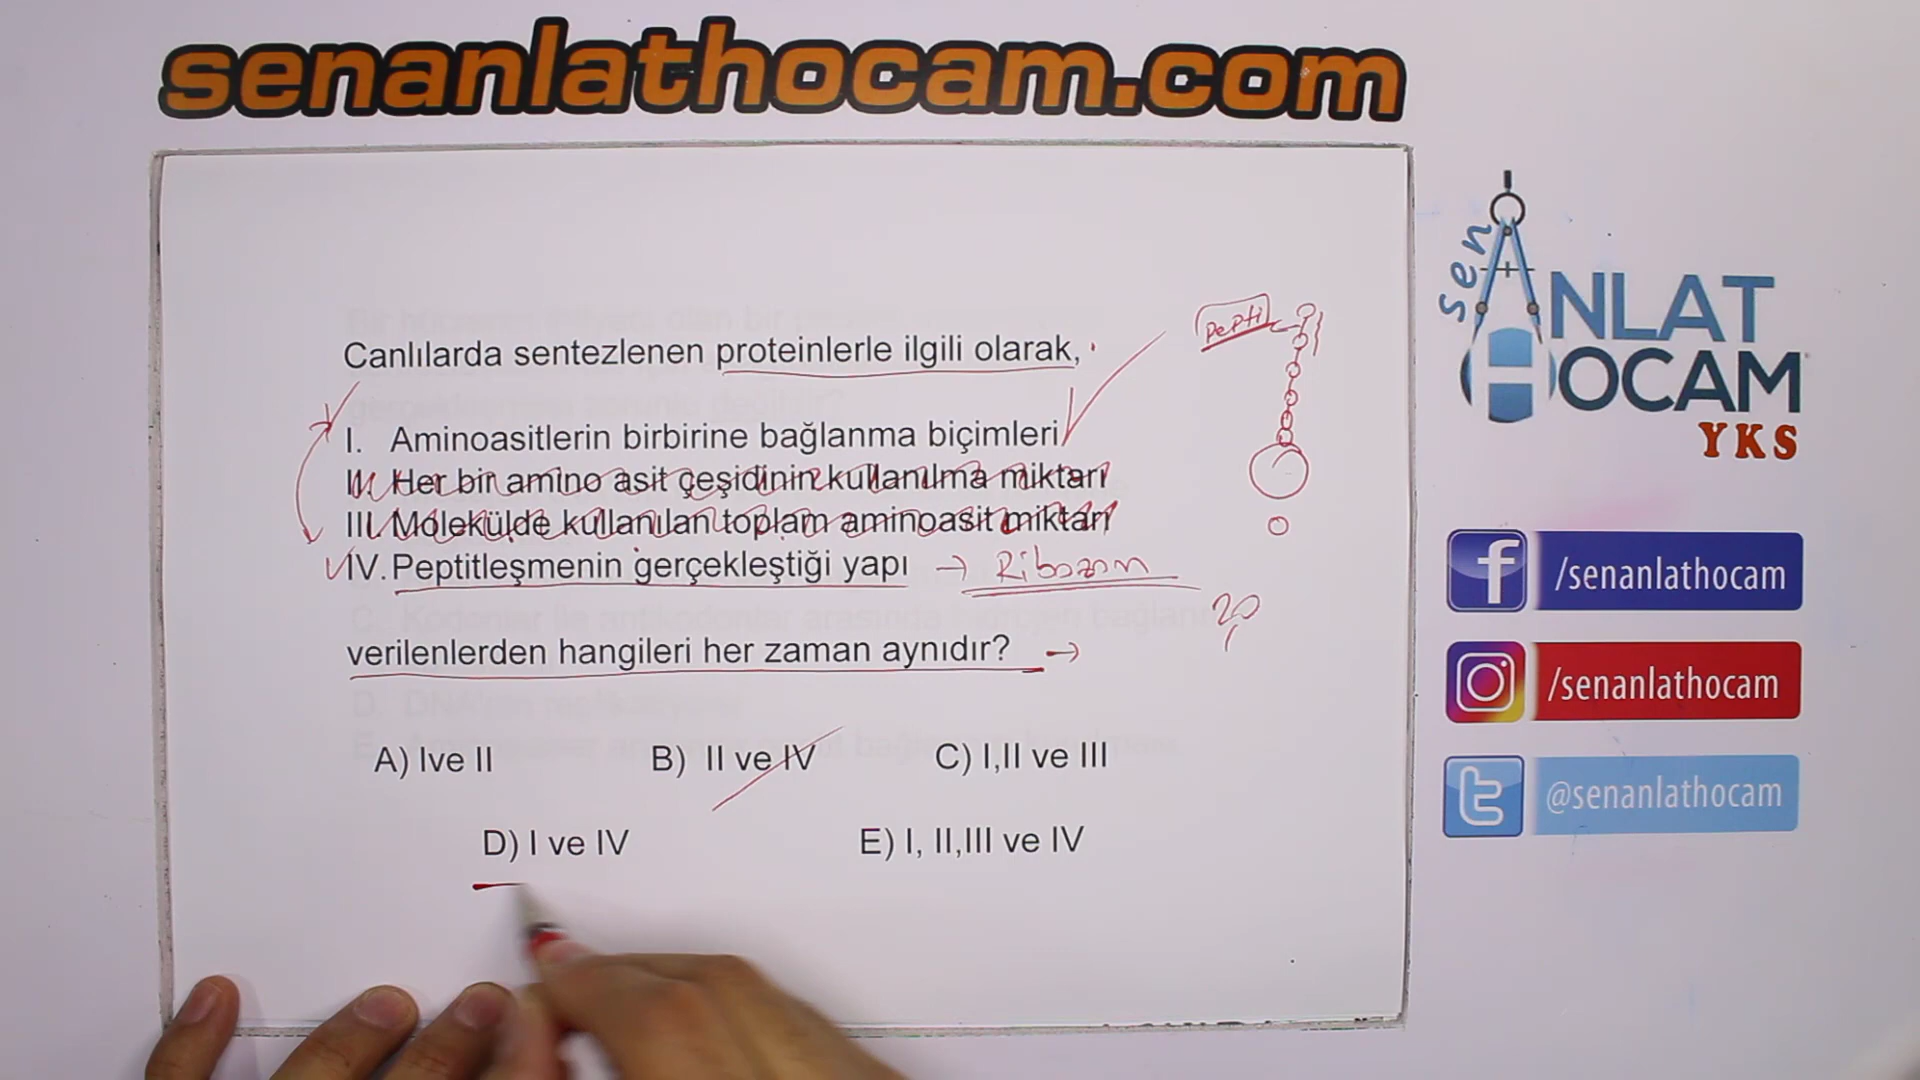 senanlathocam.com
Canlılarda sentezlenen proteinlerle ilgili olarak,
pepti
I. Aminoasitlerin birbirine bağlanma biçimleri
II. Her bir amino asit çeşidinin kullanılma miktarı
III. Molekülde kullanılan toplam aminoasit miktarı
IV. Peptitleşmenin gerçekleştiği yapı → Ribozom
20
verilenlerden hangileri her zaman aynıdır? →
A) Ive II B) II ve IV C) I,II ve III
D) I ve IV E) I, II,III ve IV
sen
ANLAT
HOCAM
YKS
/senanlathocam
/senanlathocam
@senanlathocam